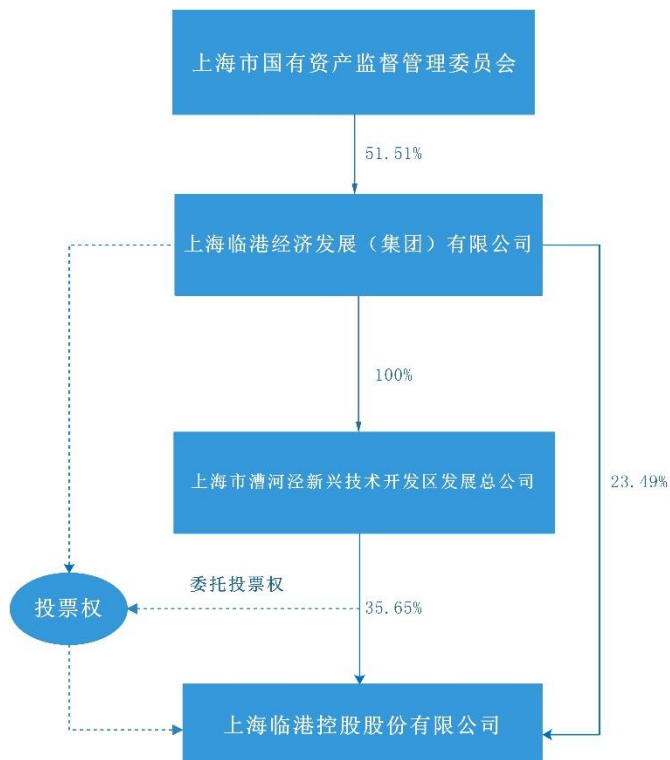 上海市国有资产监督管理委员会
51.51%
上海临港经济发展（集团）有限公司
100%
上海市漕河泾新兴技术开发区发展总公司
23.49%
委托投票权
投票权
35.65%
上海临港控股股份有限公司